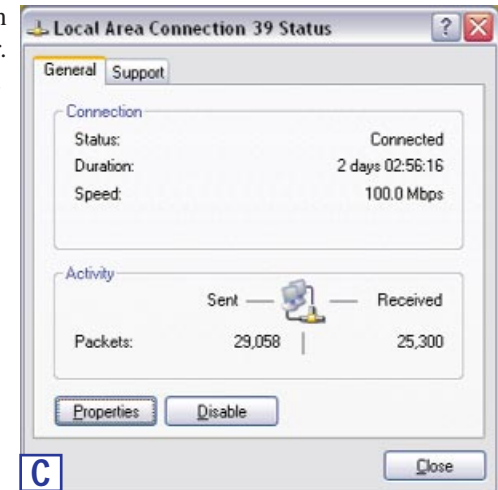 Local Area Connection 39 Status
General Support
Connection
Status: Connected
Duration: 2 days 02:56:16
Speed: 100.0 Mbps
Activity
Sent — — Received
Packets: 29,058 | 25,300
Properties Disable
Close
C